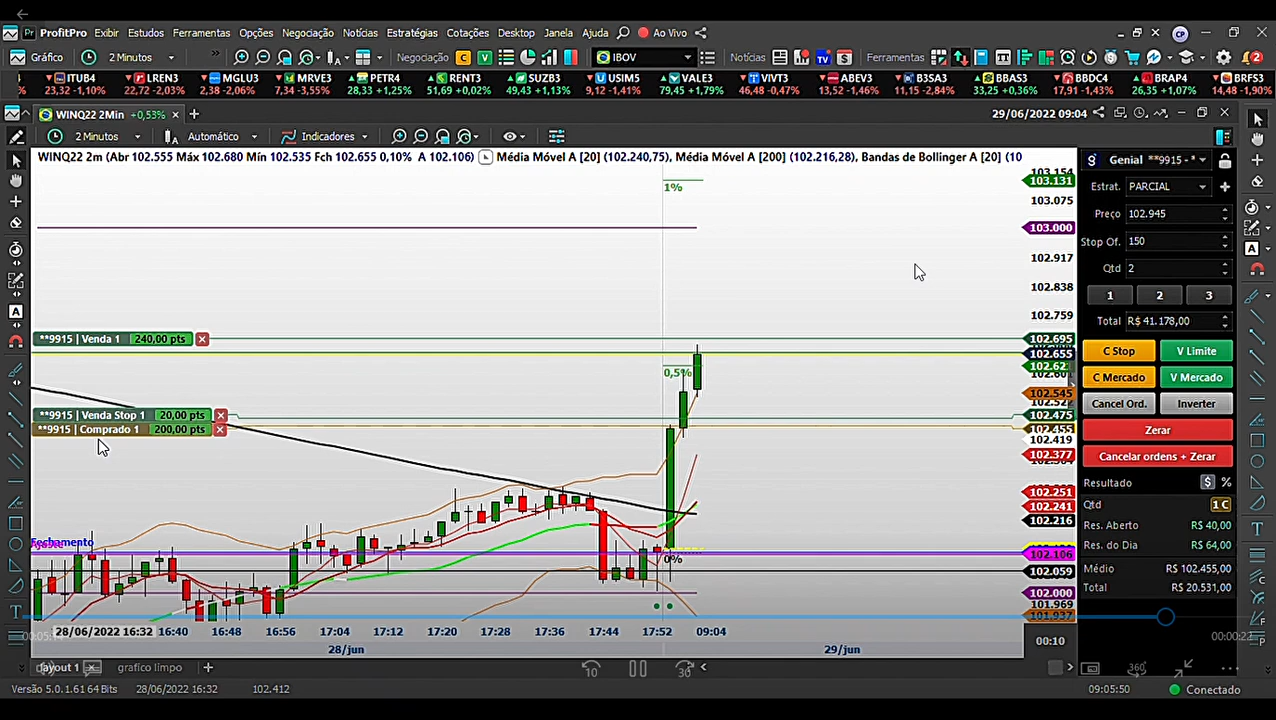 ProfitPro Exibir Estudos Ferramentas Opções Negociação Notícias Estratégias Cotações Desktop Janela Ajuda Ao Vivo CP
Gráfico 2 Minutos Negociação C V IBOV Notícias Ferramentas 2
ITUB4 LREN3 MGLU3 MRVE3 PETR4 RENT3 SUZB3 USIM5 VALE3 VIVT3 ABEV3 B3SA3 BBAS3 BBDC4 BRAP4 BRFS3
23,32 -1,10% 22,72 -2,03% 2,38 -2,06% 7,34 -3,55% 28,33 +1,25% 51,69 +0,02% 49,43 +1,13% 9,12 -1,41% 79,45 +1,79% 46,48 -0,47% 13,52 -1,46% 11,15 -2,84% 33,25 +0,36% 17,91 -1,43% 26,35 +1,07% 14,48 -1,90%
WINQ22 2Min +0,53% 29/06/2022 09:04
2 Minutos Automático Indicadores
WINQ22 2m (Abr 102.555 Máx 102.680 Mín 102.535 Fch 102.655 0,10% A 102.106) Média Móvel A [20] (102.240,75), Média Móvel A [200] (102.216,28), Bandas de Bollinger A [20] (10
103.154
103.131
1%
103.075
103.000
102.917
102.838
102.759
**9915 | Venda 1 240,00 pts
102.695
102.655
0,5%
102.545
**9915 | Venda Stop 1 20,00 pts
102.475
**9915 | Comprado 1 200,00 pts
102.455
102.419
102.377
102.251
102.241
102.216
Fechamento
102.106
0%
102.059
102.000
101.969
101.937
28/06/2022 16:32 16:40 16:48 16:56 17:04 17:12 17:20 17:28 17:36 17:44 17:52 09:04
00:10
28/jun 29/jun
Genial **9915 - *
Estrat. PARCIAL
Preço 102.945
Stop Of. 150
Qtd 2
1 2 3
Total R$ 41.178,00
C Stop V Limite
C Mercado V Mercado
Cancel Ord. Inverter
Zerar
Cancelar ordens + Zerar
Resultado $ %
Qtd 1 C
Res. Aberto R$ 40,00
Res. do Dia R$ 64,00
Médio R$ 102.455,00
Total R$ 20.531,00
layout 1 grafico limpo
10 30 360°
Versão 5.0.1.61 64 Bits 28/06/2022 16:32 102.412 09:05:50 Conectado